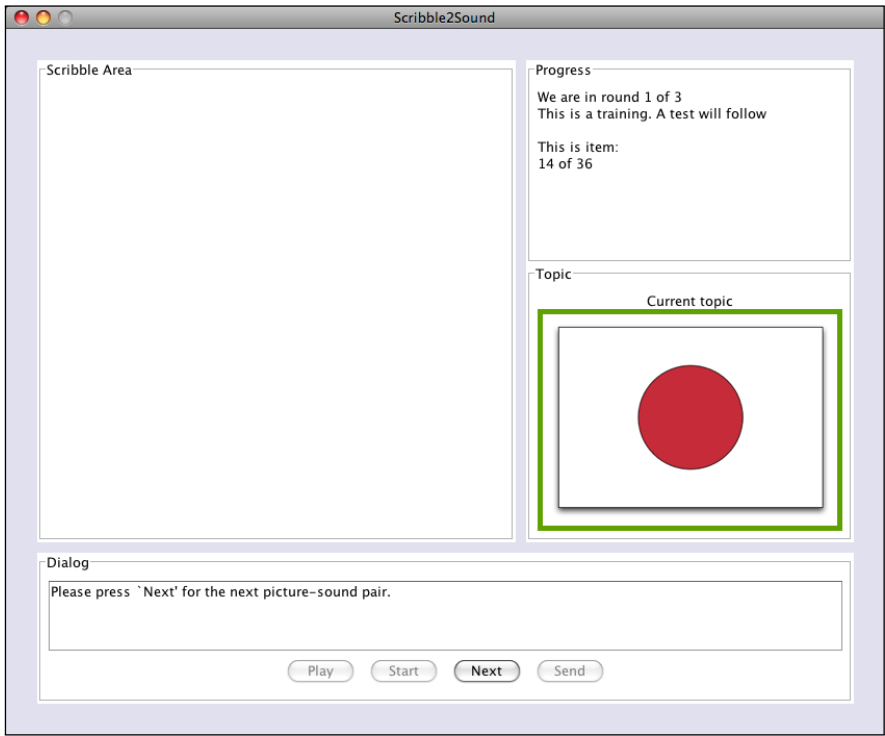 Scribble2Sound
Scribble Area
Progress
We are in round 1 of 3
This is a training. A test will follow
This is item:
14 of 36
Topic
Current topic
Dialog
Please press `Next' for the next picture-sound pair.
Play Start Next Send